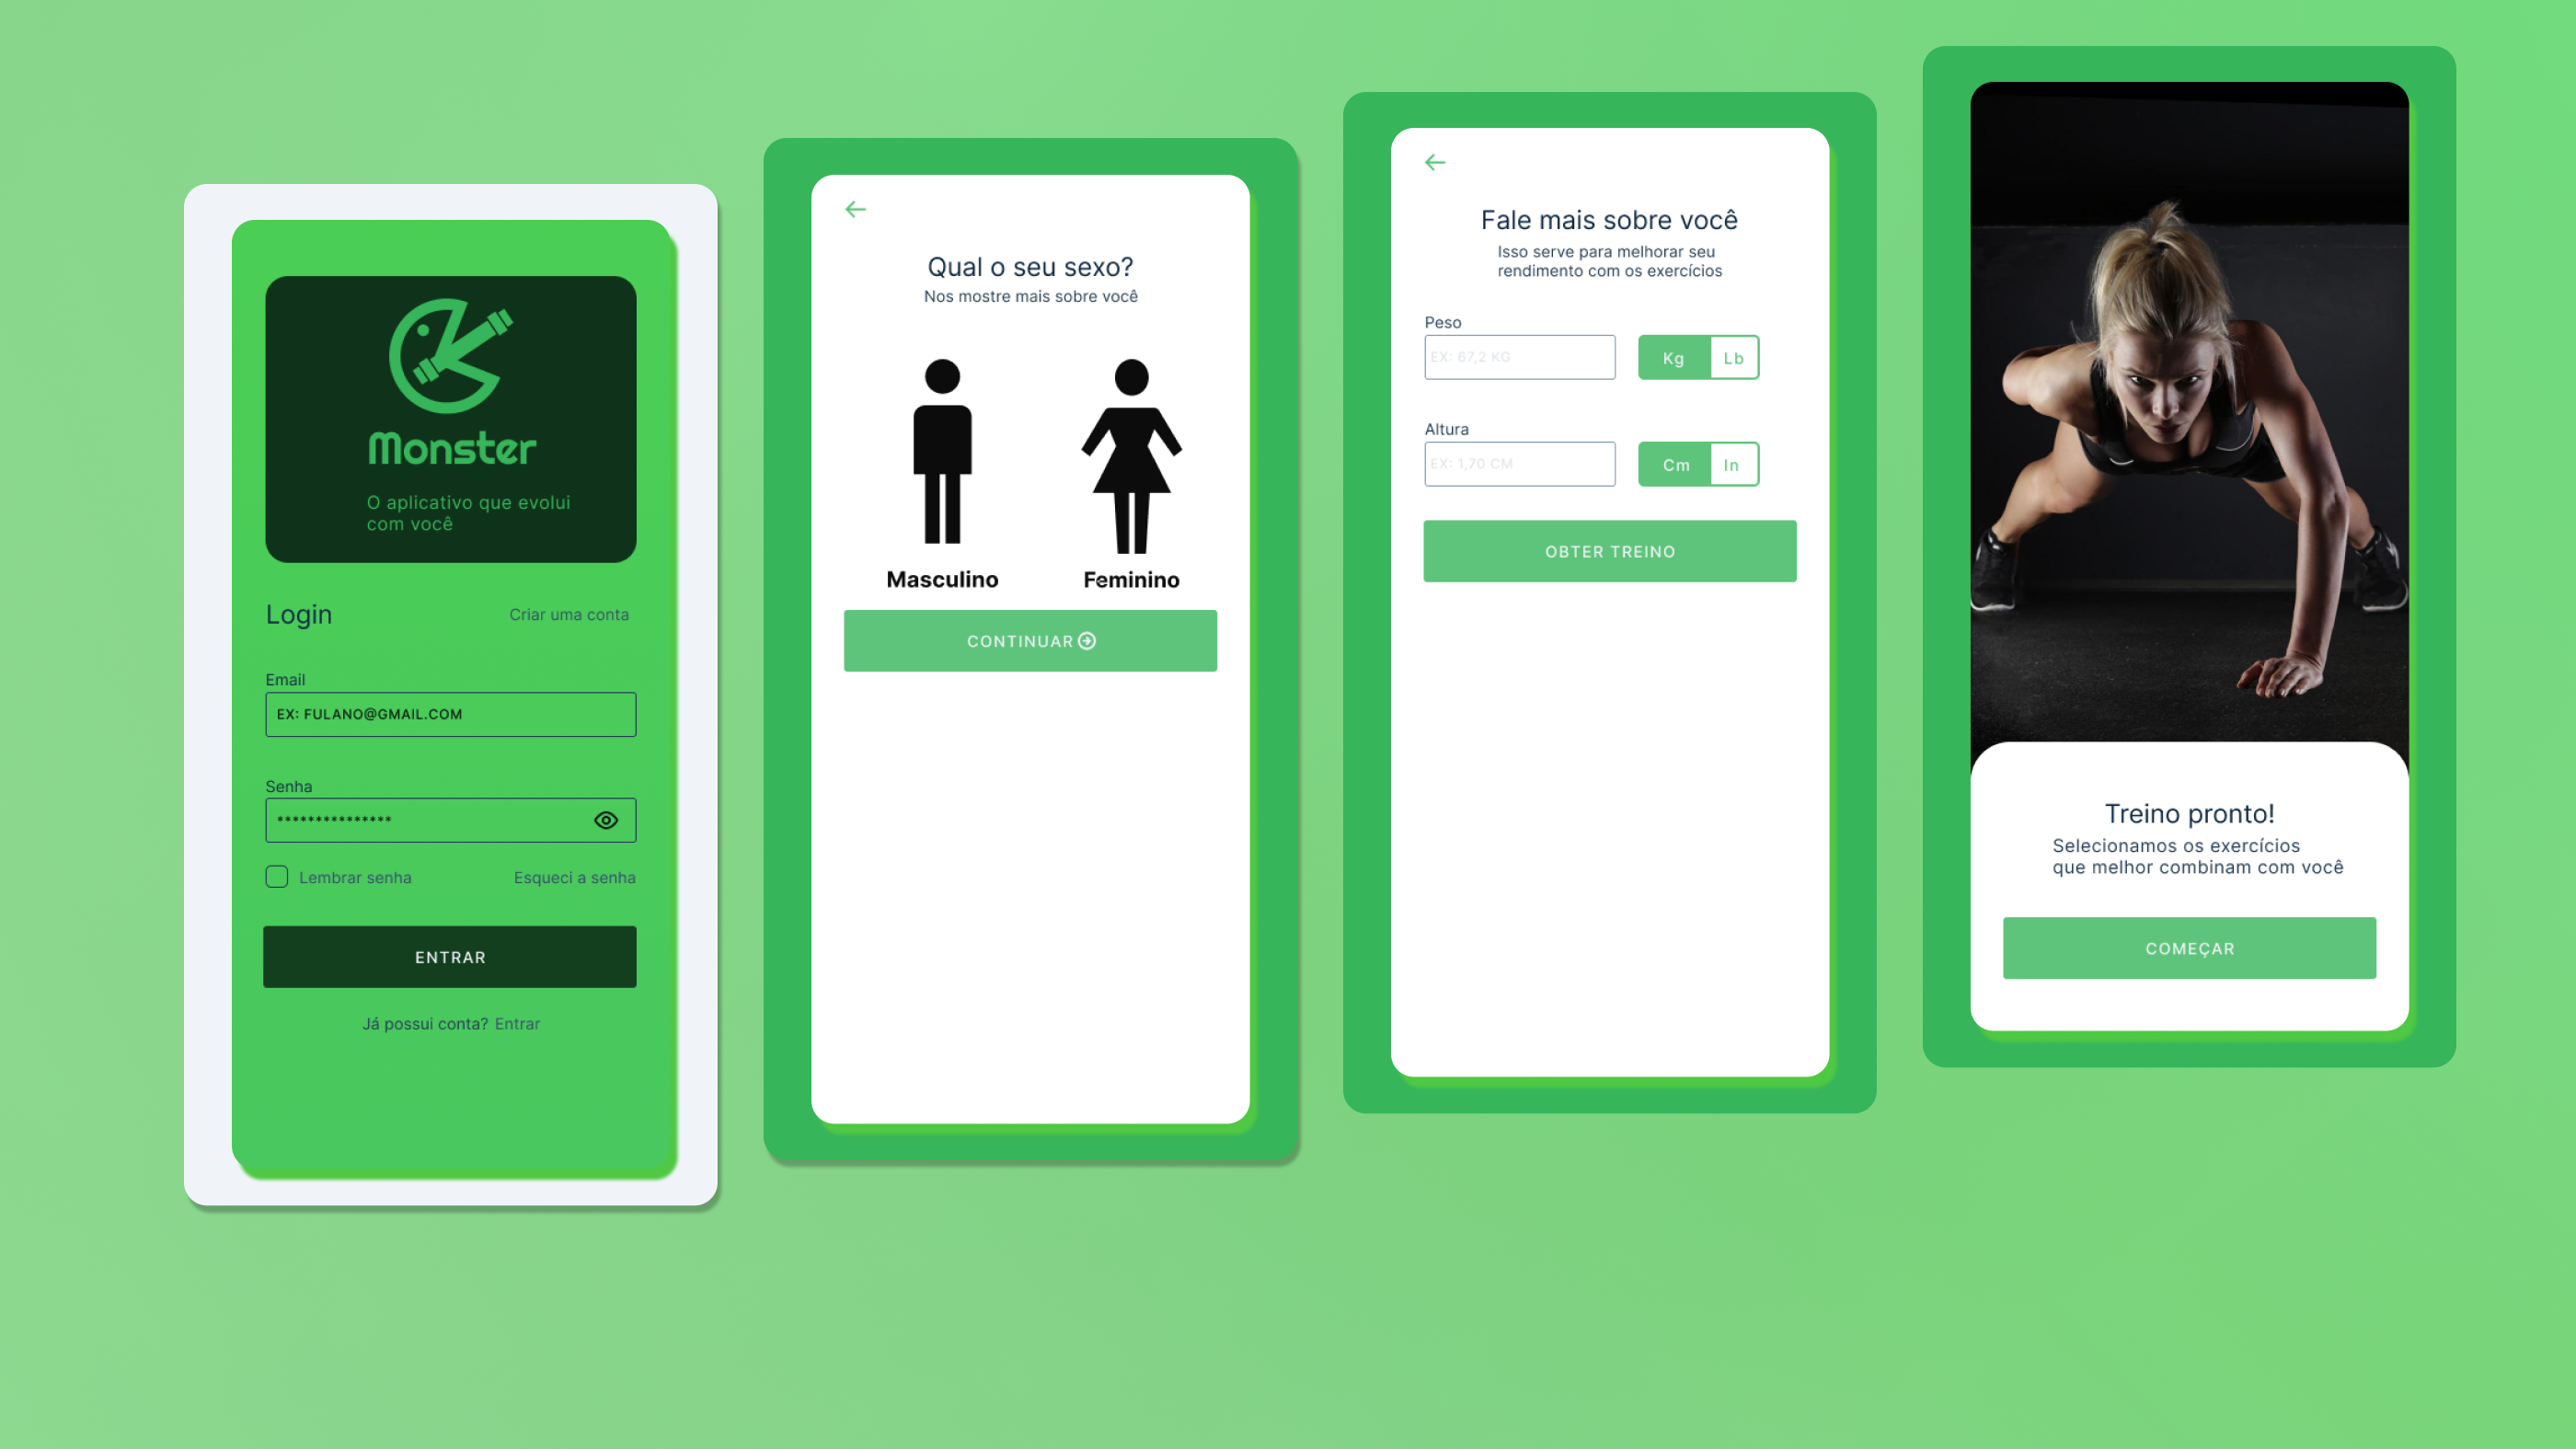 Monster
O aplicativo que evolui
com você
Login
Criar uma conta
Email
EX: FULANO@GMAIL.COM
Senha
***************
Lembrar senha
Esqueci a senha
ENTRAR
Já possui conta? Entrar
Qual o seu sexo?
Nos mostre mais sobre você
Masculino
Feminino
CONTINUAR
Fale mais sobre você
Isso serve para melhorar seu
rendimento com os exercícios
Peso
EX: 67,2 KG
Kg
Lb
Altura
EX: 1,70 CM
Cm
In
OBTER TREINO
Treino pronto!
Selecionamos os exercícios
que melhor combinam com você
COMEÇAR